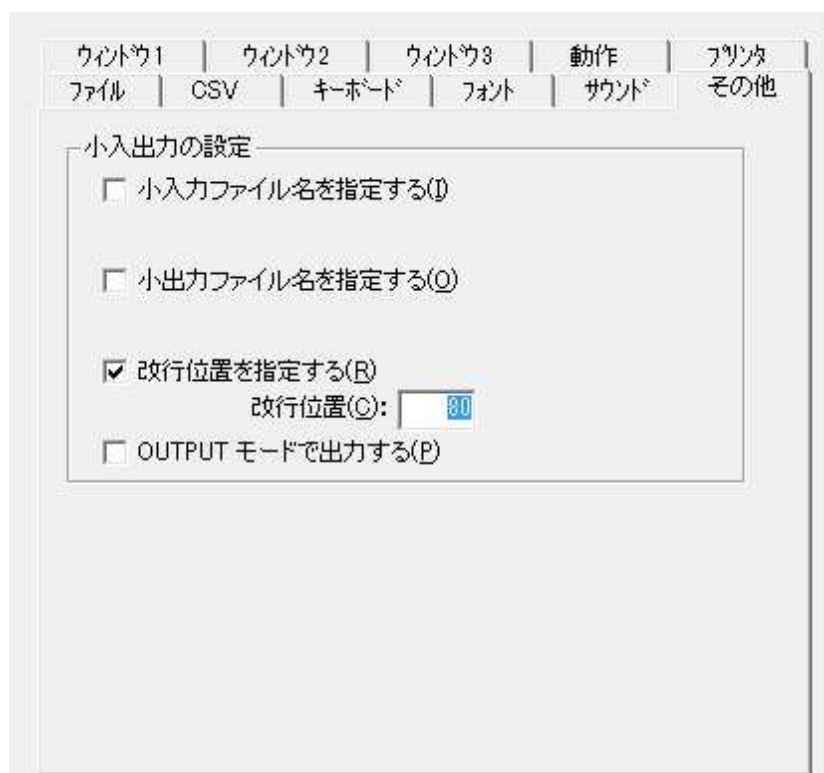 ｳｨﾝﾄﾞｳ1 ｳｨﾝﾄﾞｳ2 ｳｨﾝﾄﾞｳ3 動作 ﾌﾟﾘﾝﾀ
ﾌｧｲﾙ CSV ｷｰﾎﾞｰﾄﾞ ﾌｫﾝﾄ ｻｳﾝﾄﾞ その他
小入出力の設定
小入力ファイル名を指定する(I)
小出力ファイル名を指定する(O)
改行位置を指定する(R)
改行位置(C): 80
OUTPUT モードで出力する(P)